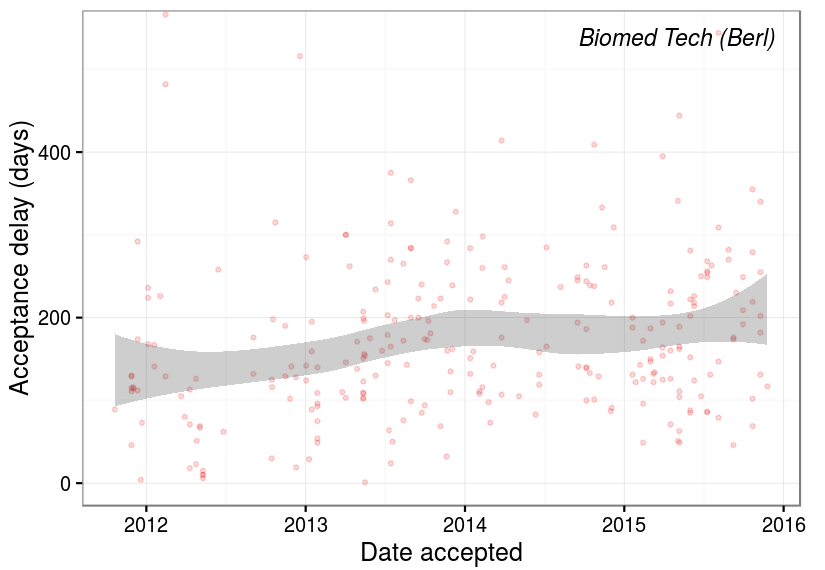 Biomed Tech (Berl)
Acceptance delay (days)
400
200
0
2012 2013 2014 2015 2016
Date accepted